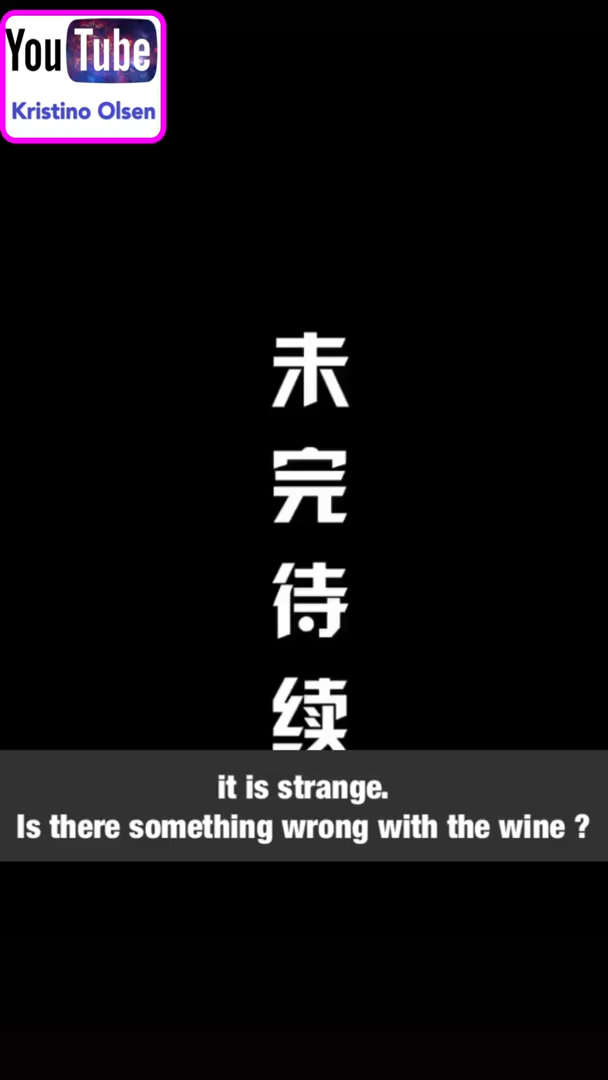 YouTube
Kristino Olsen
未
完
待
续
it is strange.
Is there something wrong with the wine ?